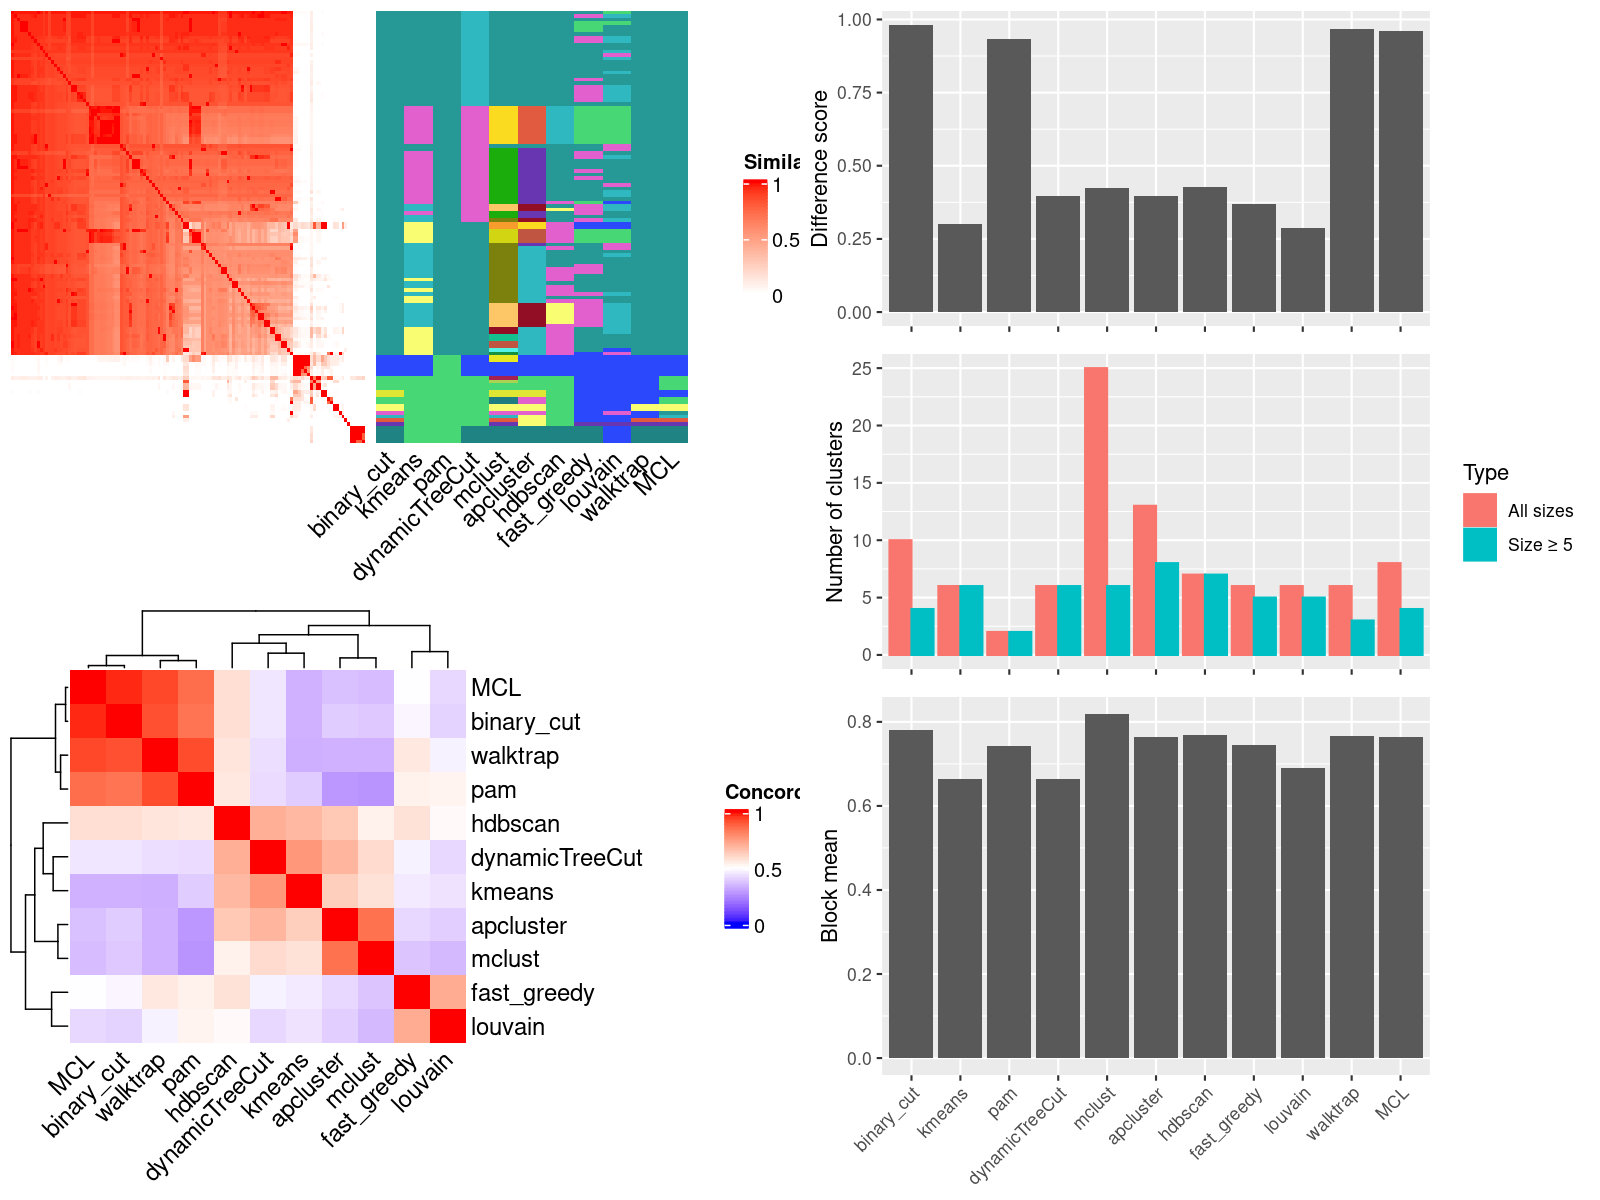 Simila
1
0.5
0
binary_cut
kmeans
pam
dynamicTreeCut
mclust
apcluster
hdbscan
fast_greedy
louvain
walktrap
MCL
MCL
binary_cut
walktrap
pam
hdbscan
dynamicTreeCut
kmeans
apcluster
mclust
fast_greedy
louvain
MCL
binary_cut
walktrap
pam
hdbscan
dynamicTreeCut
kmeans
apcluster
mclust
fast_greedy
louvain
Concord
1
0.5
0
Difference score
1.00
0.75
0.50
0.25
0.00
Number of clusters
25
20
15
10
5
0
Type
All sizes
Size ≥ 5
Block mean
0.8
0.6
0.4
0.2
0.0
binary_cut
kmeans
pam
dynamicTreeCut
mclust
apcluster
hdbscan
fast_greedy
louvain
walktrap
MCL